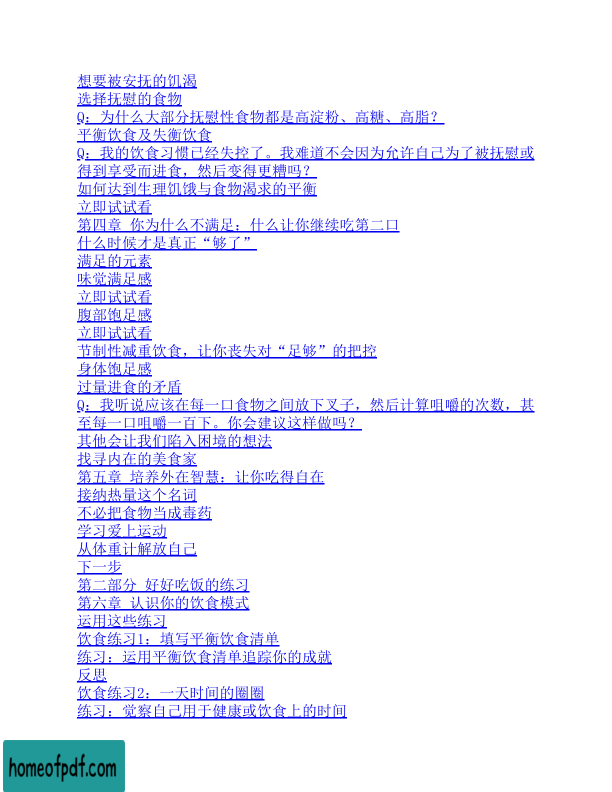 想要被安抚的饥渴
选择抚慰的食物
Q：为什么大部分抚慰性食物都是高淀粉、高糖、高脂？
平衡饮食及失衡饮食
Q：我的饮食习惯已经失控了。我难道不会因为允许自己为了被抚慰或
得到享受而进食，然后变得更糟吗？
如何达到生理饥饿与食物渴求的平衡
立即试试看
第四章 你为什么不满足：什么让你继续吃第二口
什么时候才是真正“够了”
满足的元素
味觉满足感
立即试试看
腹部饱足感
立即试试看
节制性减重饮食，让你丧失对“足够”的把控
身体饱足感
过量进食的矛盾
Q：我听说应该在每一口食物之间放下叉子，然后计算咀嚼的次数，甚
至每一口咀嚼一百下。你会建议这样做吗？
其他会让我们陷入困境的想法
找寻内在的美食家
第五章 培养外在智慧：让你吃得自在
接纳热量这个名词
不必把食物当成毒药
学习爱上运动
从体重计解放自己
下一步
第二部分 好好吃饭的练习
第六章 认识你的饮食模式
运用这些练习
饮食练习1：填写平衡饮食清单
练习：运用平衡饮食清单追踪你的成就
反思
饮食练习2：一天时间的圈圈
练习：觉察自己用于健康或饮食上的时间
homeofpdf.com